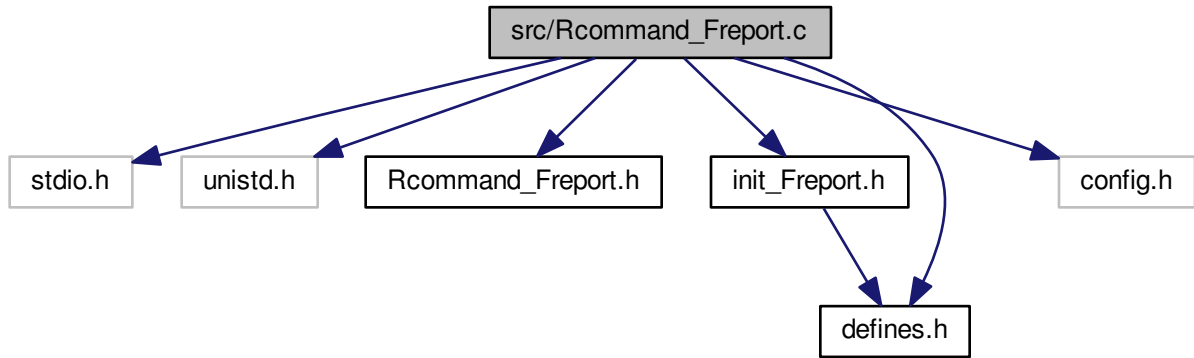 src/Rcommand_Freport.c
stdio.h
unistd.h
Rcommand_Freport.h
init_Freport.h
config.h
defines.h